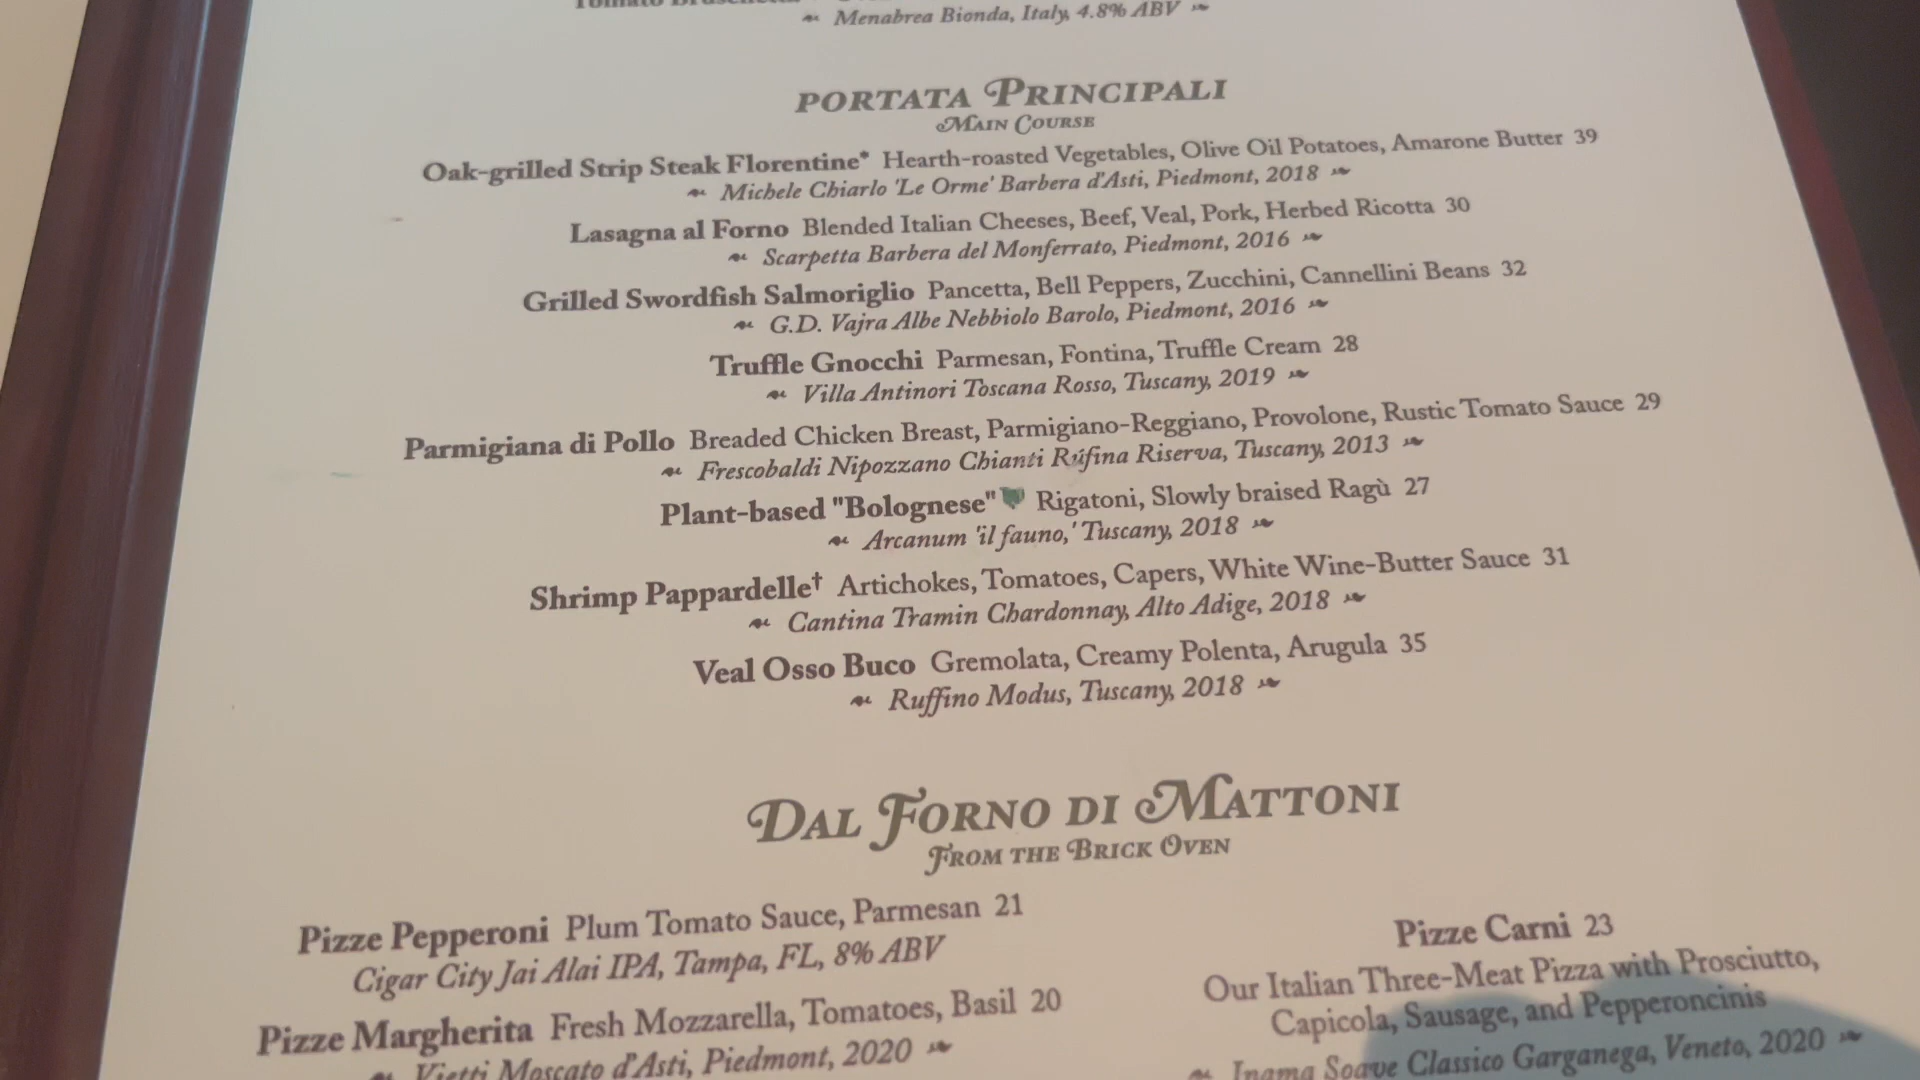 Menabrea Bionda, Italy, 4.8% ABV
PORTATA PRINCIPALI
MAIN COURSE
Oak-grilled Strip Steak Florentine* Hearth-roasted Vegetables, Olive Oil Potatoes, Amarone Butter 39
Michele Chiarlo 'Le Orme' Barbera d'Asti, Piedmont, 2018
Lasagna al Forno Blended Italian Cheeses, Beef, Veal, Pork, Herbed Ricotta 30
Scarpetta Barbera del Monferrato, Piedmont, 2016
Grilled Swordfish Salmoriglio Pancetta, Bell Peppers, Zucchini, Cannellini Beans 32
G.D. Vajra Albe Nebbiolo Barolo, Piedmont, 2016
Truffle Gnocchi Parmesan, Fontina, Truffle Cream 28
Villa Antinori Toscana Rosso, Tuscany, 2019
Parmigiana di Pollo Breaded Chicken Breast, Parmigiano-Reggiano, Provolone, Rustic Tomato Sauce 29
Frescobaldi Nipozzano Chianti Rúfina Riserva, Tuscany, 2013
Plant-based "Bolognese" Rigatoni, Slowly braised Ragù 27
Arcanum 'il fauno,' Tuscany, 2018
Shrimp Pappardelle† Artichokes, Tomatoes, Capers, White Wine-Butter Sauce 31
Cantina Tramin Chardonnay, Alto Adige, 2018
Veal Osso Buco Gremolata, Creamy Polenta, Arugula 35
Ruffino Modus, Tuscany, 2018
DAL FORNO DI MATTONI
FROM THE BRICK OVEN
Pizze Pepperoni Plum Tomato Sauce, Parmesan 21
Cigar City Jai Alai IPA, Tampa, FL, 8% ABV
Pizze Margherita Fresh Mozzarella, Tomatoes, Basil 20
Vietti Moscato d'Asti, Piedmont, 2020
Pizze Carni 23
Our Italian Three-Meat Pizza with Prosciutto,
Capicola, Sausage, and Pepperoncinis
Inama Soave Classico Garganega, Veneto, 2020